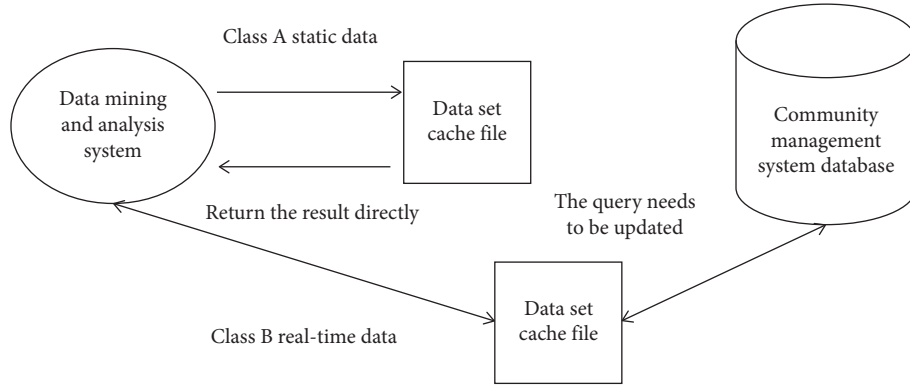 Class A static data
Data mining
and analysis
system
Data set
cache file
Community
management
system database
Return the result directly
The query needs
to be updated
Data set
cache file
Class B real-time data